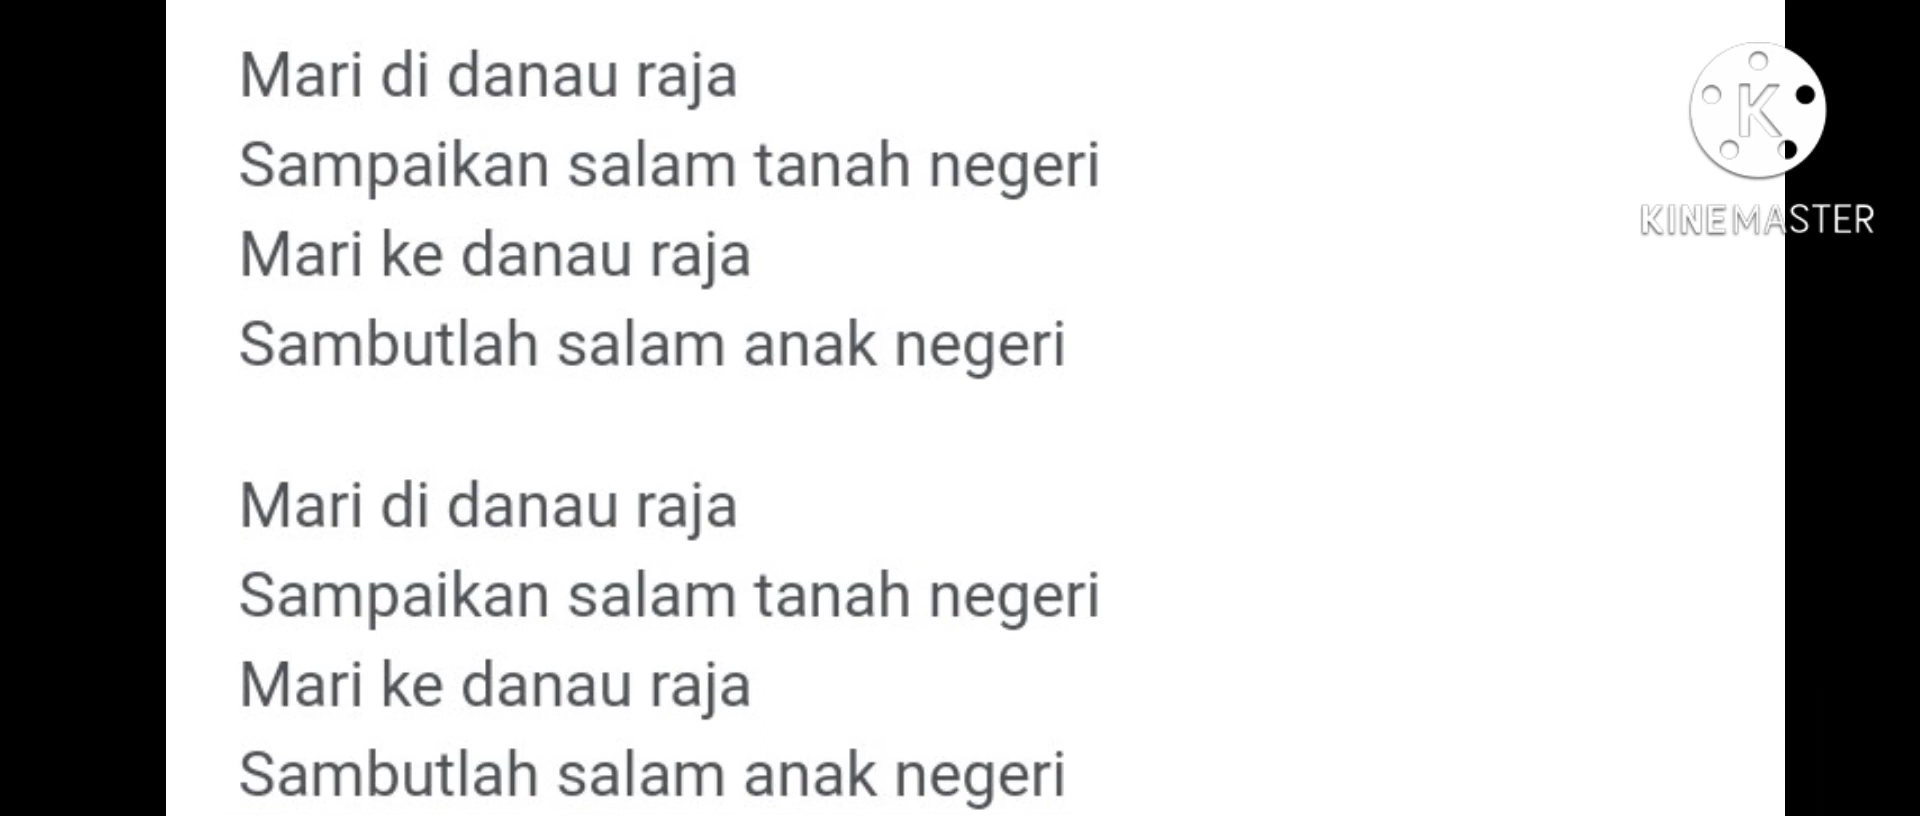 Mari di danau raja
Sampaikan salam tanah negeri
Mari ke danau raja
Sambutlah salam anak negeri
Mari di danau raja
Sampaikan salam tanah negeri
Mari ke danau raja
Sambutlah salam anak negeri
K
KINEMASTER